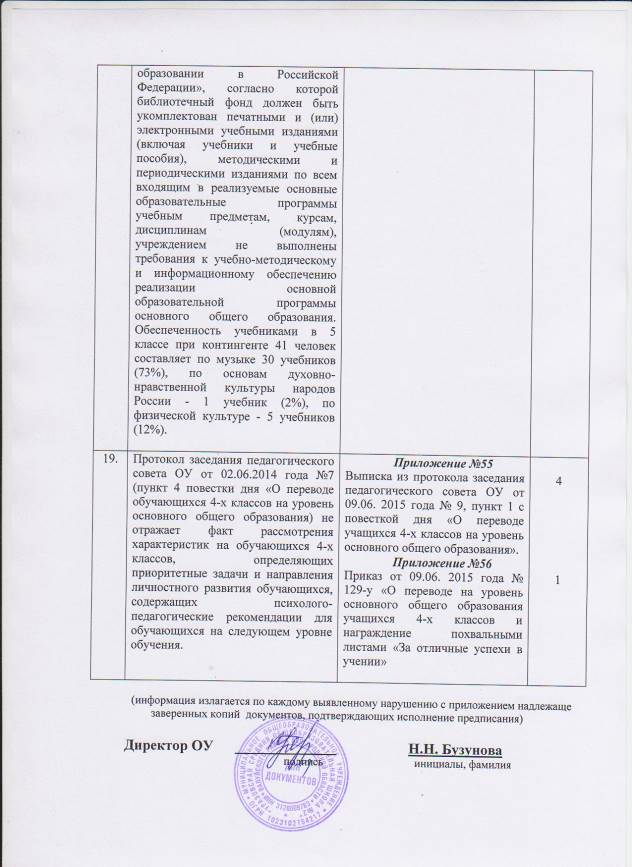 образовании в Российской
Федерации», согласно которой
библиотечный фонд должен быть
укомплектован печатными и (или)
электронными учебными изданиями
(включая учебники и учебные
пособия), методическими и
периодическими изданиями по всем
входящим в реализуемые основные
образовательные программы
учебным предметам, курсам,
дисциплинам (модулям),
учреждением не выполнены
требования к учебно-методическому
и информационному обеспечению
реализации основной
образовательной программы
основного общего образования.
Обеспеченность учебниками в 5
классе при контингенте 41 человек
составляет по музыке 30 учебников
(73%), по основам духовно-
нравственной культуры народов
России - 1 учебник (2%), по
физической культуре - 5 учебников
(12%).
19.
Протокол заседания педагогического
совета ОУ от 02.06.2014 года №7
(пункт 4 повестки дня «О переводе
обучающихся 4-х классов на уровень
основного общего образования) не
отражает факт рассмотрения
характеристик на обучающихся 4-х
классов, определяющих
приоритетные задачи и направления
личностного развития обучающихся,
содержащих психолого-
педагогические рекомендации для
обучающихся на следующем уровне
обучения.
Приложение №55
Выписка из протокола заседания
педагогического совета ОУ от
09.06. 2015 года № 9, пункт 1 с
повесткой дня «О переводе
учащихся 4-х классов на уровень
основного общего образования».
Приложение №56
Приказ от 09.06. 2015 года №
129-у «О переводе на уровень
основного общего образования
учащихся 4-х классов и
награждение похвальными
листами «За отличные успехи в
учении»
4
1
(информация излагается по каждому выявленному нарушению с приложением надлежаще
заверенных копий документов, подтверждающих исполнение предписания)
Директор ОУ
Н.Н. Бузунова
подпись
инициалы, фамилия
ДОКУМЕНТОВ